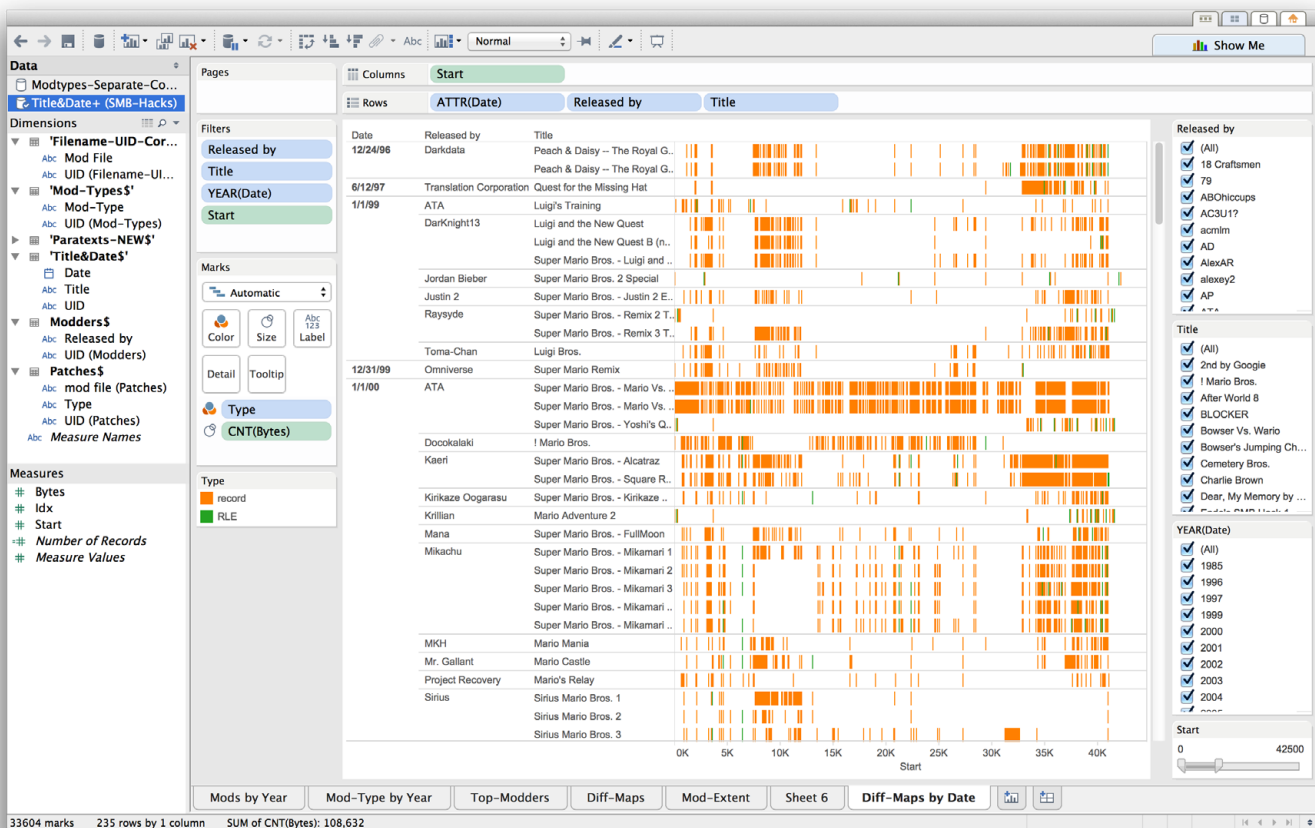 Abc
Normal
Show Me
Data
Modtypes-Separate-Co...
Title&Date+ (SMB-Hacks)
Dimensions
'Filename-UID-Cor...
Abc Mod File
Abc UID (Filename-UI...
'Mod-Types$'
Abc Mod-Type
Abc UID (Mod-Types)
'Paratexts-NEW$'
'Title&Date$'
Date
Abc Title
Abc UID
Modders$
Abc Released by
Abc UID (Modders)
Patches$
Abc mod file (Patches)
Abc Type
Abc UID (Patches)
Abc Measure Names
Measures
# Bytes
# Idx
# Start
=# Number of Records
# Measure Values
Pages
Filters
Released by
Title
YEAR(Date)
Start
Marks
Automatic
Color
Size
Abc
123
Label
Detail
Tooltip
Type
CNT(Bytes)
Type
record
RLE
Columns Start
Rows ATTR(Date) Released by Title
Date Released by Title
12/24/96 Darkdata Peach & Daisy -- The Royal G..
Peach & Daisy -- The Royal G..
6/12/97 Translation Corporation Quest for the Missing Hat
1/1/99 ATA Luigi's Training
DarKnight13 Luigi and the New Quest
Luigi and the New Quest B (n..
Super Mario Bros. - Luigi and ..
Jordan Bieber Super Mario Bros. 2 Special
Justin 2 Super Mario Bros. - Justin 2 E..
Raysyde Super Mario Bros. - Remix 2 T..
Super Mario Bros. - Remix 3 T..
Toma-Chan Luigi Bros.
12/31/99 Omniverse Super Mario Remix
1/1/00 ATA Super Mario Bros. - Mario Vs. ..
Super Mario Bros. - Mario Vs. ..
Super Mario Bros. - Yoshi's Q..
Docokalaki ! Mario Bros.
Kaeri Super Mario Bros. - Alcatraz
Super Mario Bros. - Square R..
Kirikaze Oogarasu Super Mario Bros. - Kirikaze ..
Krillian Mario Adventure 2
Mana Super Mario Bros. - FullMoon
Mikachu Super Mario Bros. - Mikamari 1
Super Mario Bros. - Mikamari 2
Super Mario Bros. - Mikamari 3
Super Mario Bros. - Mikamari ..
Super Mario Bros. - Mikamari ..
MKH Mario Mania
Mr. Gallant Mario Castle
Project Recovery Mario's Relay
Sirius Sirius Mario Bros. 1
Sirius Mario Bros. 2
Sirius Mario Bros. 3
0K 5K 10K 15K 20K 25K 30K 35K 40K
Start
Released by
(All)
18 Craftsmen
79
ABOhiccups
AC3U1?
acmlm
AD
AlexAR
alexey2
AP
ATA
Title
(All)
2nd by Googie
! Mario Bros.
After World 8
BLOCKER
Bowser Vs. Wario
Bowser's Jumping Ch...
Cemetery Bros.
Charlie Brown
Dear, My Memory by ...
YEAR(Date)
(All)
1985
1996
1997
1999
2000
2001
2002
2003
2004
Start
0 42500
Mods by Year
Mod-Type by Year
Top-Modders
Diff-Maps
Mod-Extent
Sheet 6
Diff-Maps by Date
33604 marks 235 rows by 1 column SUM of CNT(Bytes): 108,632